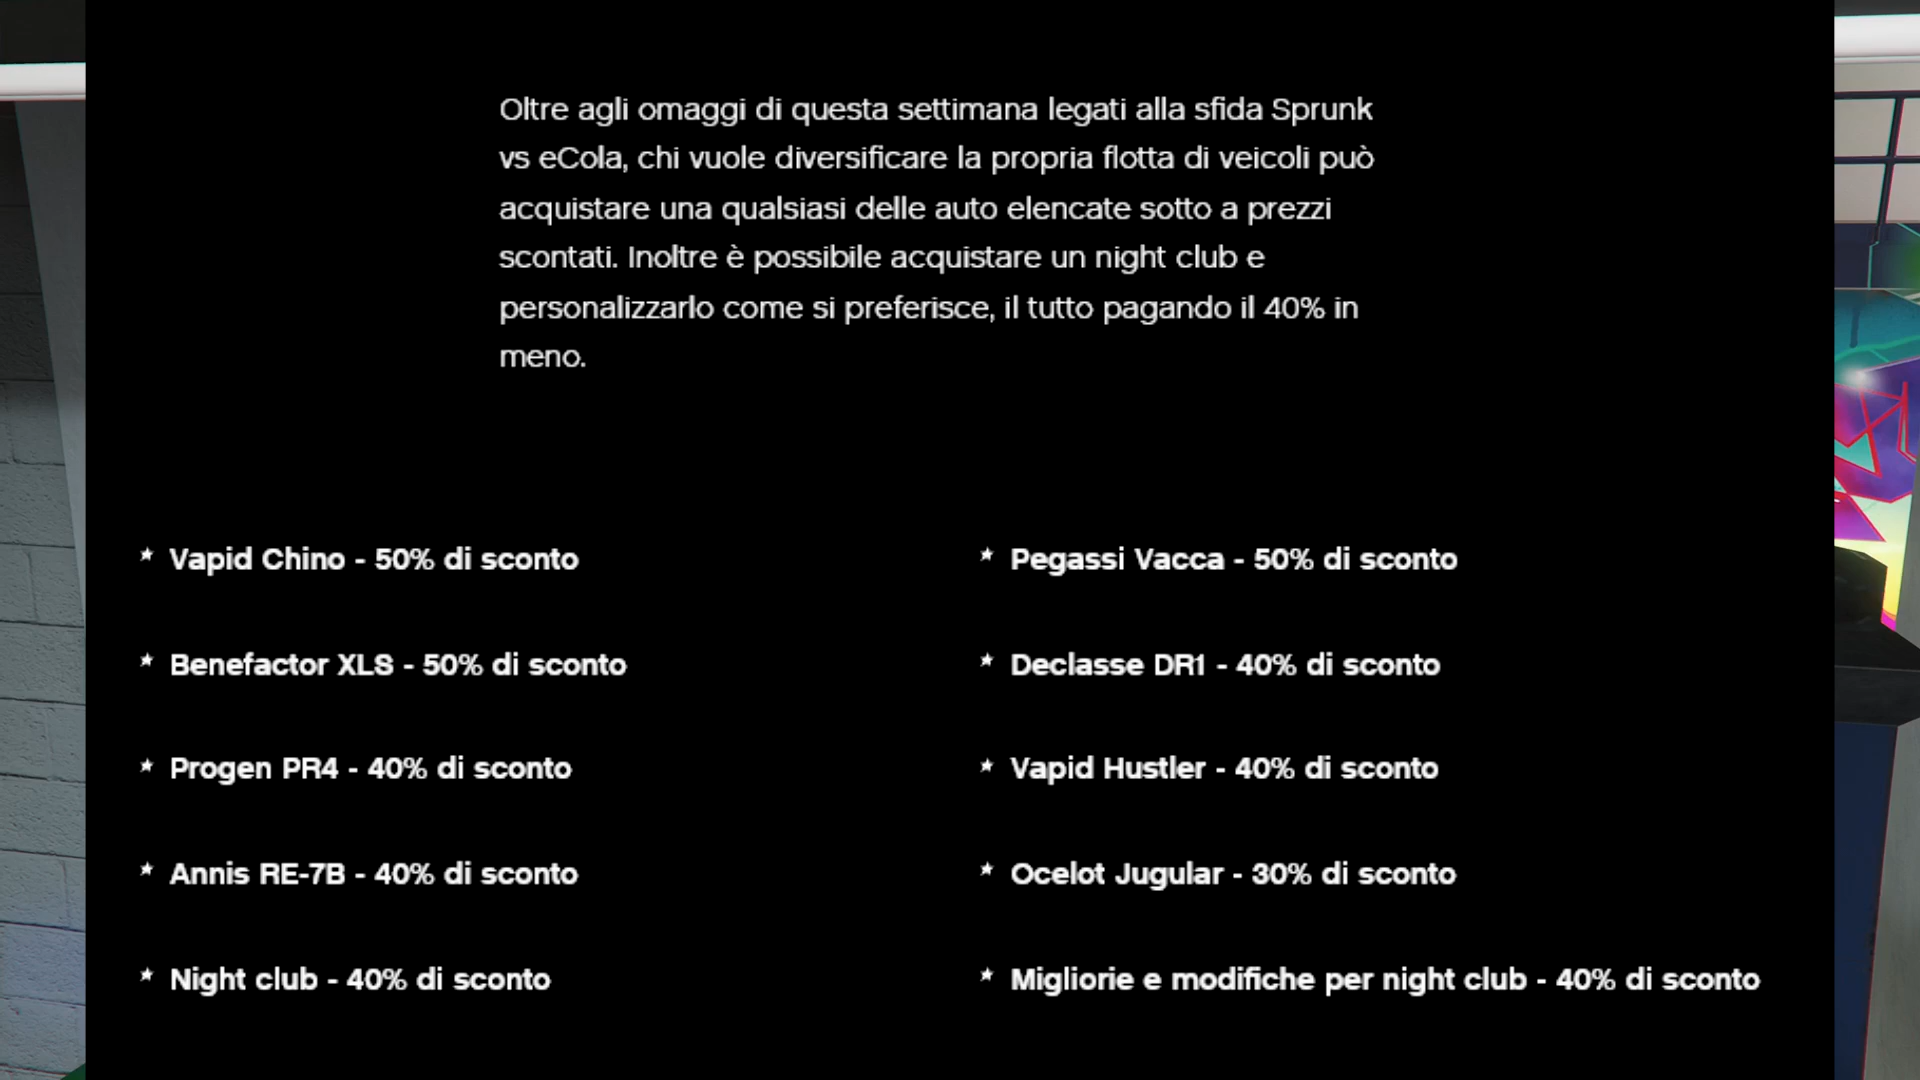 Oltre agli omaggi di questa settimana legati alla sfida Sprunk
vs eCola, chi vuole diversificare la propria flotta di veicoli può
acquistare una qualsiasi delle auto elencate sotto a prezzi
scontati. Inoltre è possibile acquistare un night club e
personalizzarlo come si preferisce, il tutto pagando il 40% in
meno.
* Vapid Chino - 50% di sconto
* Pegassi Vacca - 50% di sconto
* Benefactor XLS - 50% di sconto
* Declasse DR1 - 40% di sconto
* Progen PR4 - 40% di sconto
* Vapid Hustler - 40% di sconto
* Annis RE-7B - 40% di sconto
* Ocelot Jugular - 30% di sconto
* Night club - 40% di sconto
* Migliorie e modifiche per night club - 40% di sconto